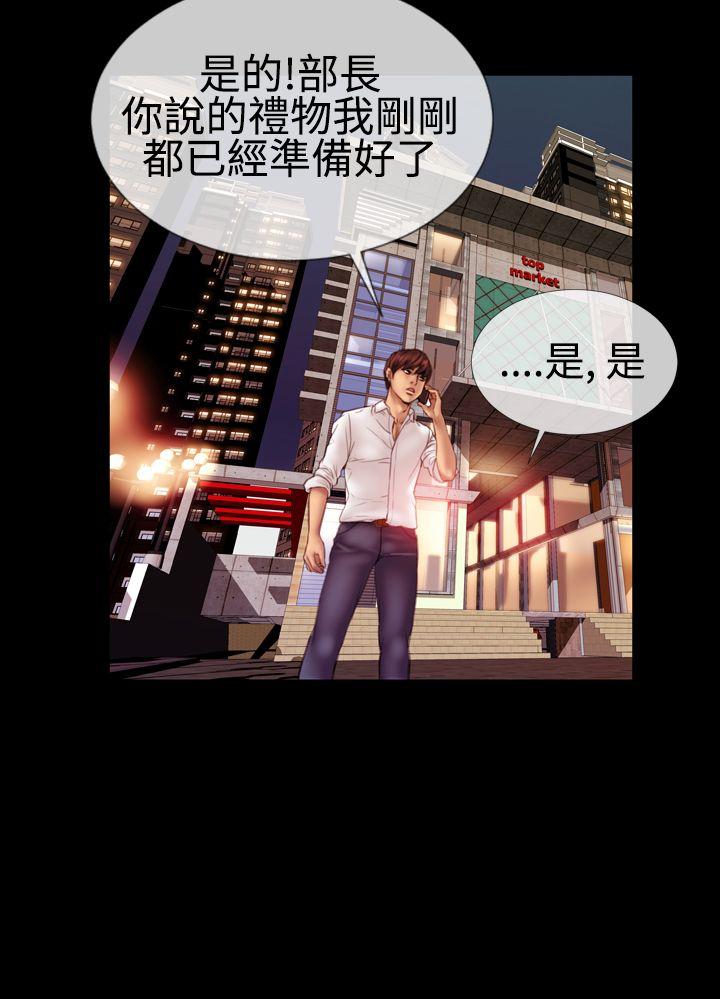 是的!部長
你說的禮物我剛剛
都已經準備好了
top
market
....是, 是